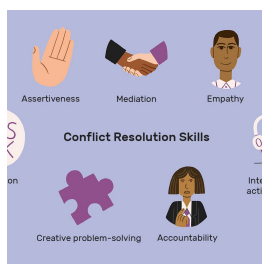 Assertiveness
Mediation
Empathy
Conflict Resolution Skills
Creative problem-solving
Accountability